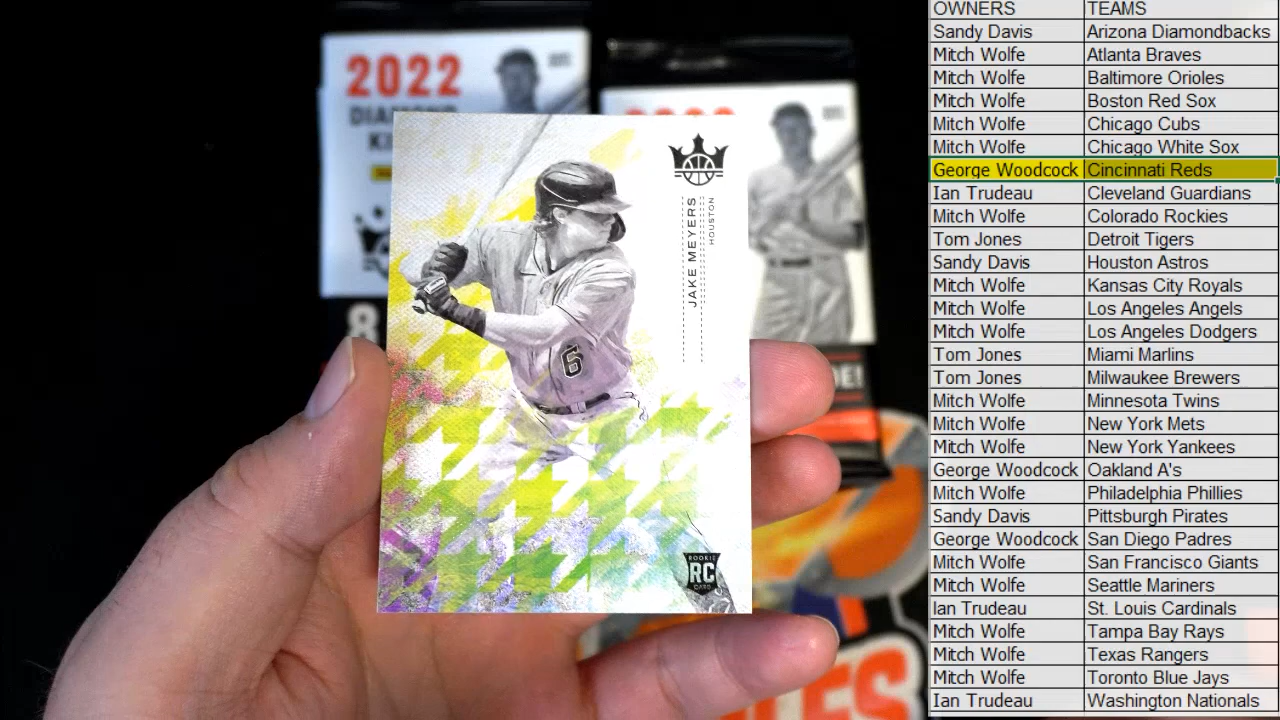 2022
DIAMOND
8
JAKE MEYERS
HOUSTON
6
ROOKIE
RC
CARD
OWNERS TEAMS
Sandy Davis Arizona Diamondbacks
Mitch Wolfe Atlanta Braves
Mitch Wolfe Baltimore Orioles
Mitch Wolfe Boston Red Sox
Mitch Wolfe Chicago Cubs
Mitch Wolfe Chicago White Sox
George Woodcock Cincinnati Reds
Ian Trudeau Cleveland Guardians
Mitch Wolfe Colorado Rockies
Tom Jones Detroit Tigers
Sandy Davis Houston Astros
Mitch Wolfe Kansas City Royals
Mitch Wolfe Los Angeles Angels
Mitch Wolfe Los Angeles Dodgers
Tom Jones Miami Marlins
Tom Jones Milwaukee Brewers
Mitch Wolfe Minnesota Twins
Mitch Wolfe New York Mets
Mitch Wolfe New York Yankees
George Woodcock Oakland A's
Mitch Wolfe Philadelphia Phillies
Sandy Davis Pittsburgh Pirates
George Woodcock San Diego Padres
Mitch Wolfe San Francisco Giants
Mitch Wolfe Seattle Mariners
Ian Trudeau St. Louis Cardinals
Mitch Wolfe Tampa Bay Rays
Mitch Wolfe Texas Rangers
Mitch Wolfe Toronto Blue Jays
Ian Trudeau Washington Nationals